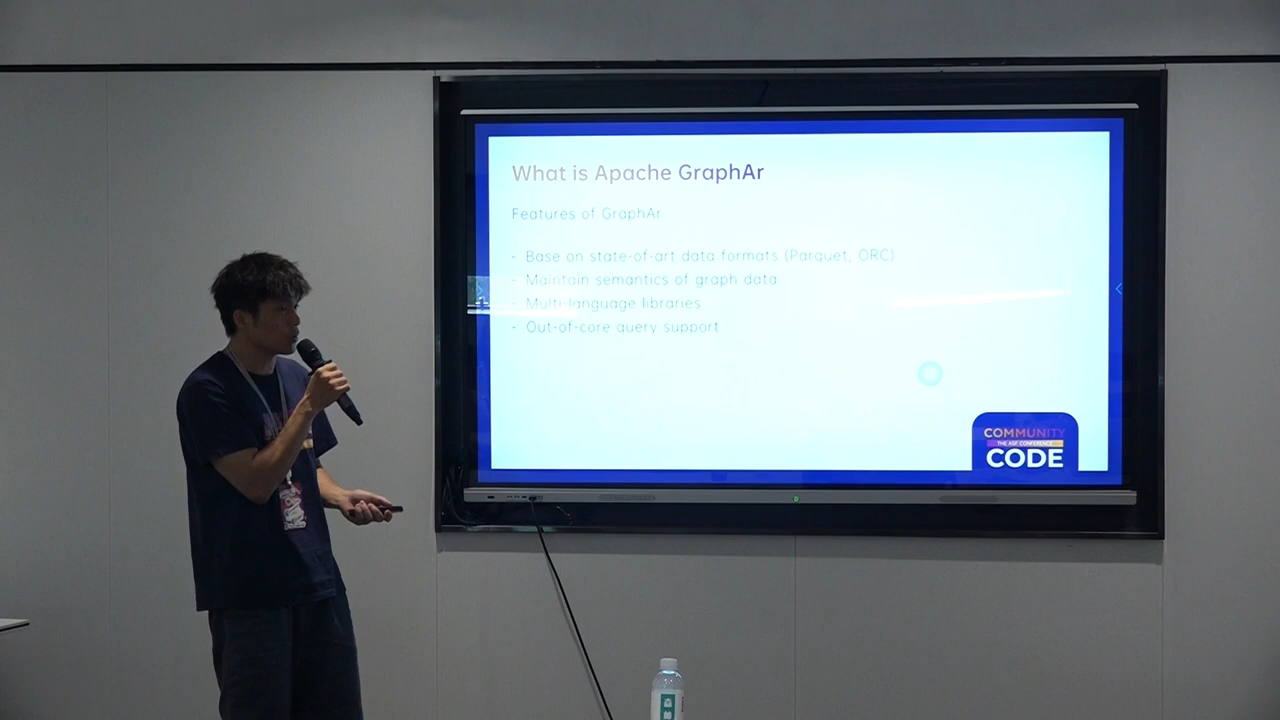 What is Apache GraphAr
Features of GraphAr
- Base on state-of-art data formats (Parquet, ORC)
- Maintain semantics of graph data
- Multi-language libraries
- Out-of-core query support
COMMUNITY
THE ASF CONFERENCE
CODE